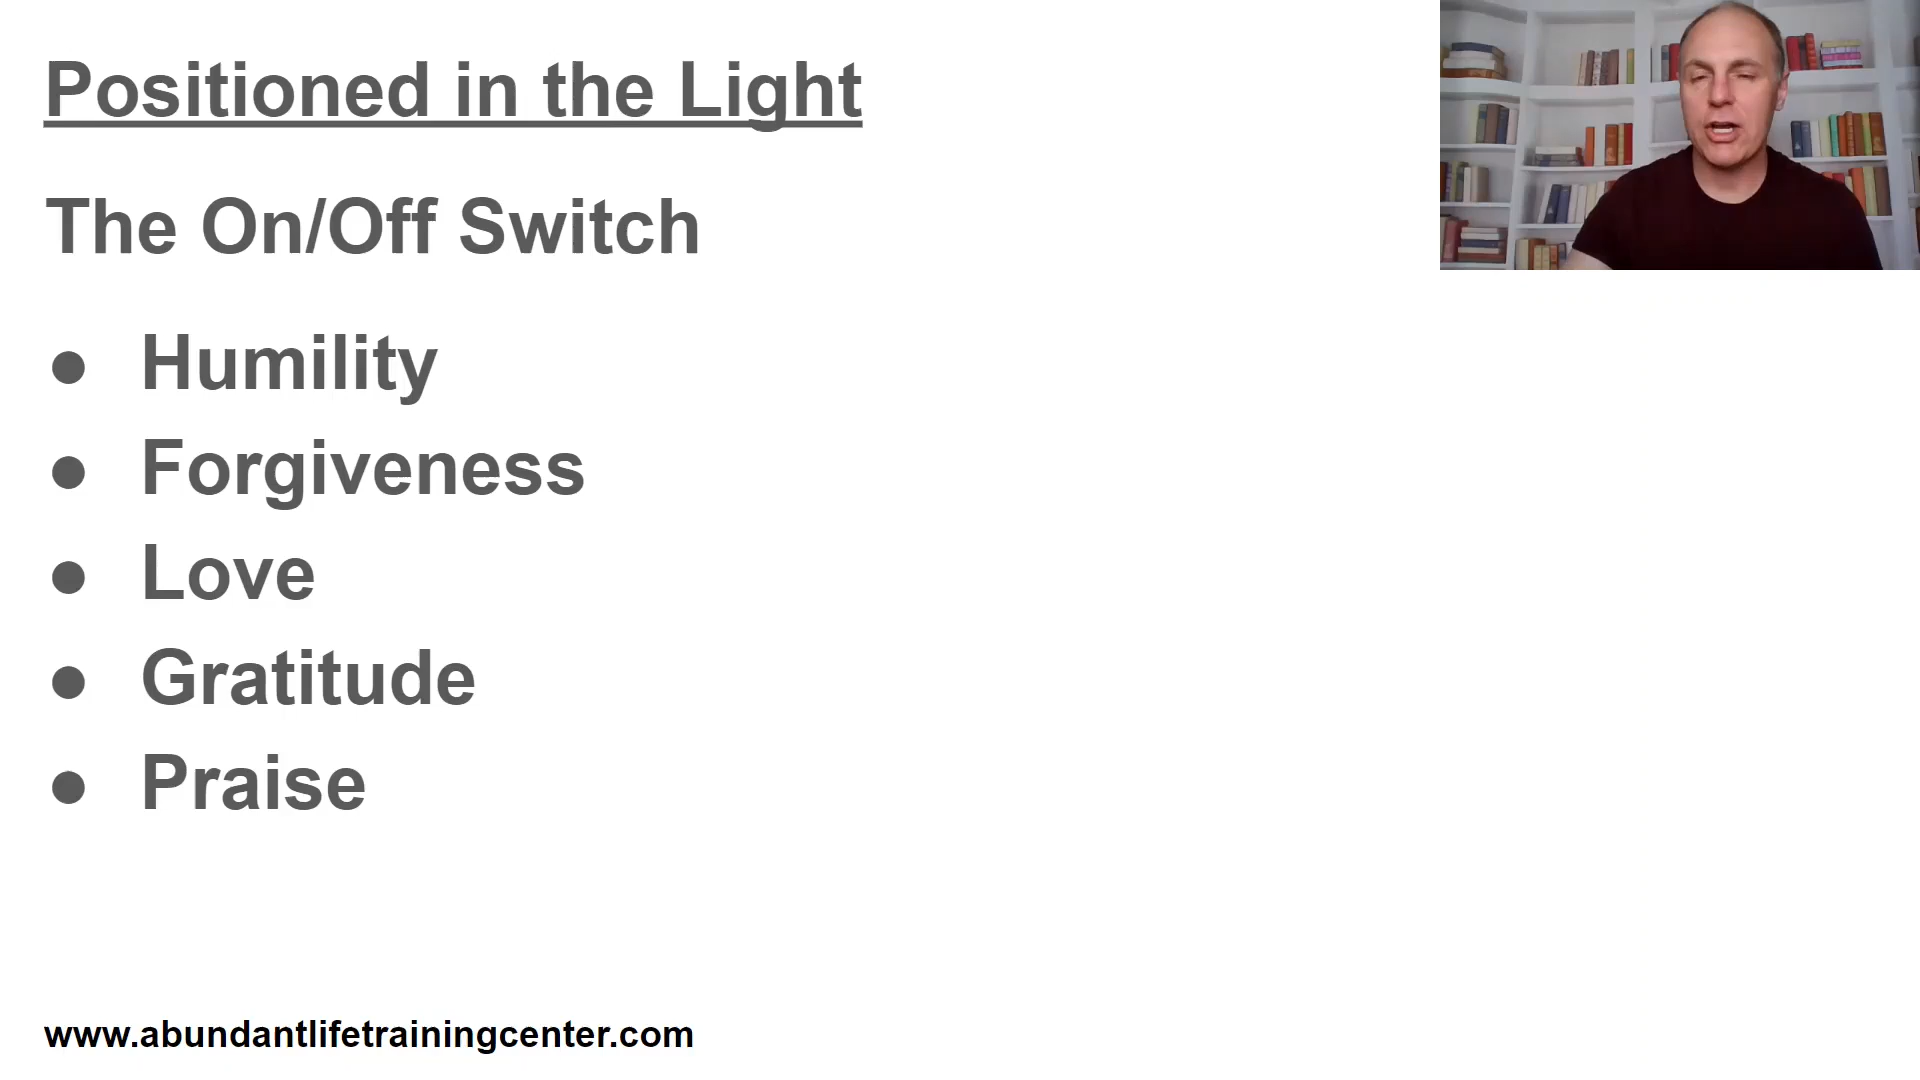 Positioned in the Light
The On/Off Switch
● Humility
● Forgiveness
● Love
● Gratitude
● Praise
www.abundantlifetrainingcenter.com